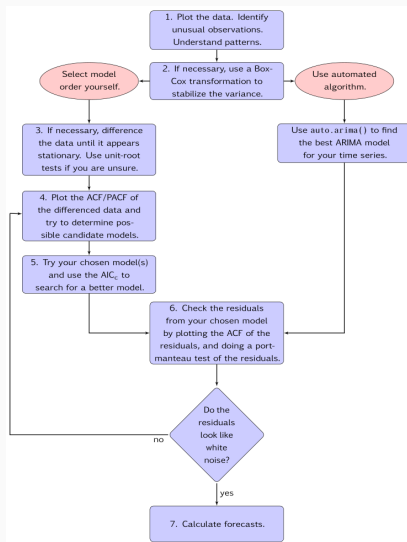 1. Plot the data. Identify
unusual observations.
Understand patterns.
Select model
order yourself.
2. If necessary, use a Box-
Cox transformation to
stabilize the variance.
Use automated
algorithm.
3. If necessary, difference
the data until it appears
stationary. Use unit-root
tests if you are unsure.
Use auto.arima() to find
the best ARIMA model
for your time series.
4. Plot the ACF/PACF of
the differenced data and
try to determine pos-
sible candidate models.
5. Try your chosen model(s)
and use the AICc to
search for a better model.
6. Check the residuals
from your chosen model
by plotting the ACF of the
residuals, and doing a port-
manteau test of the residuals.
Do the
residuals
look like
white
noise?
no
yes
7. Calculate forecasts.